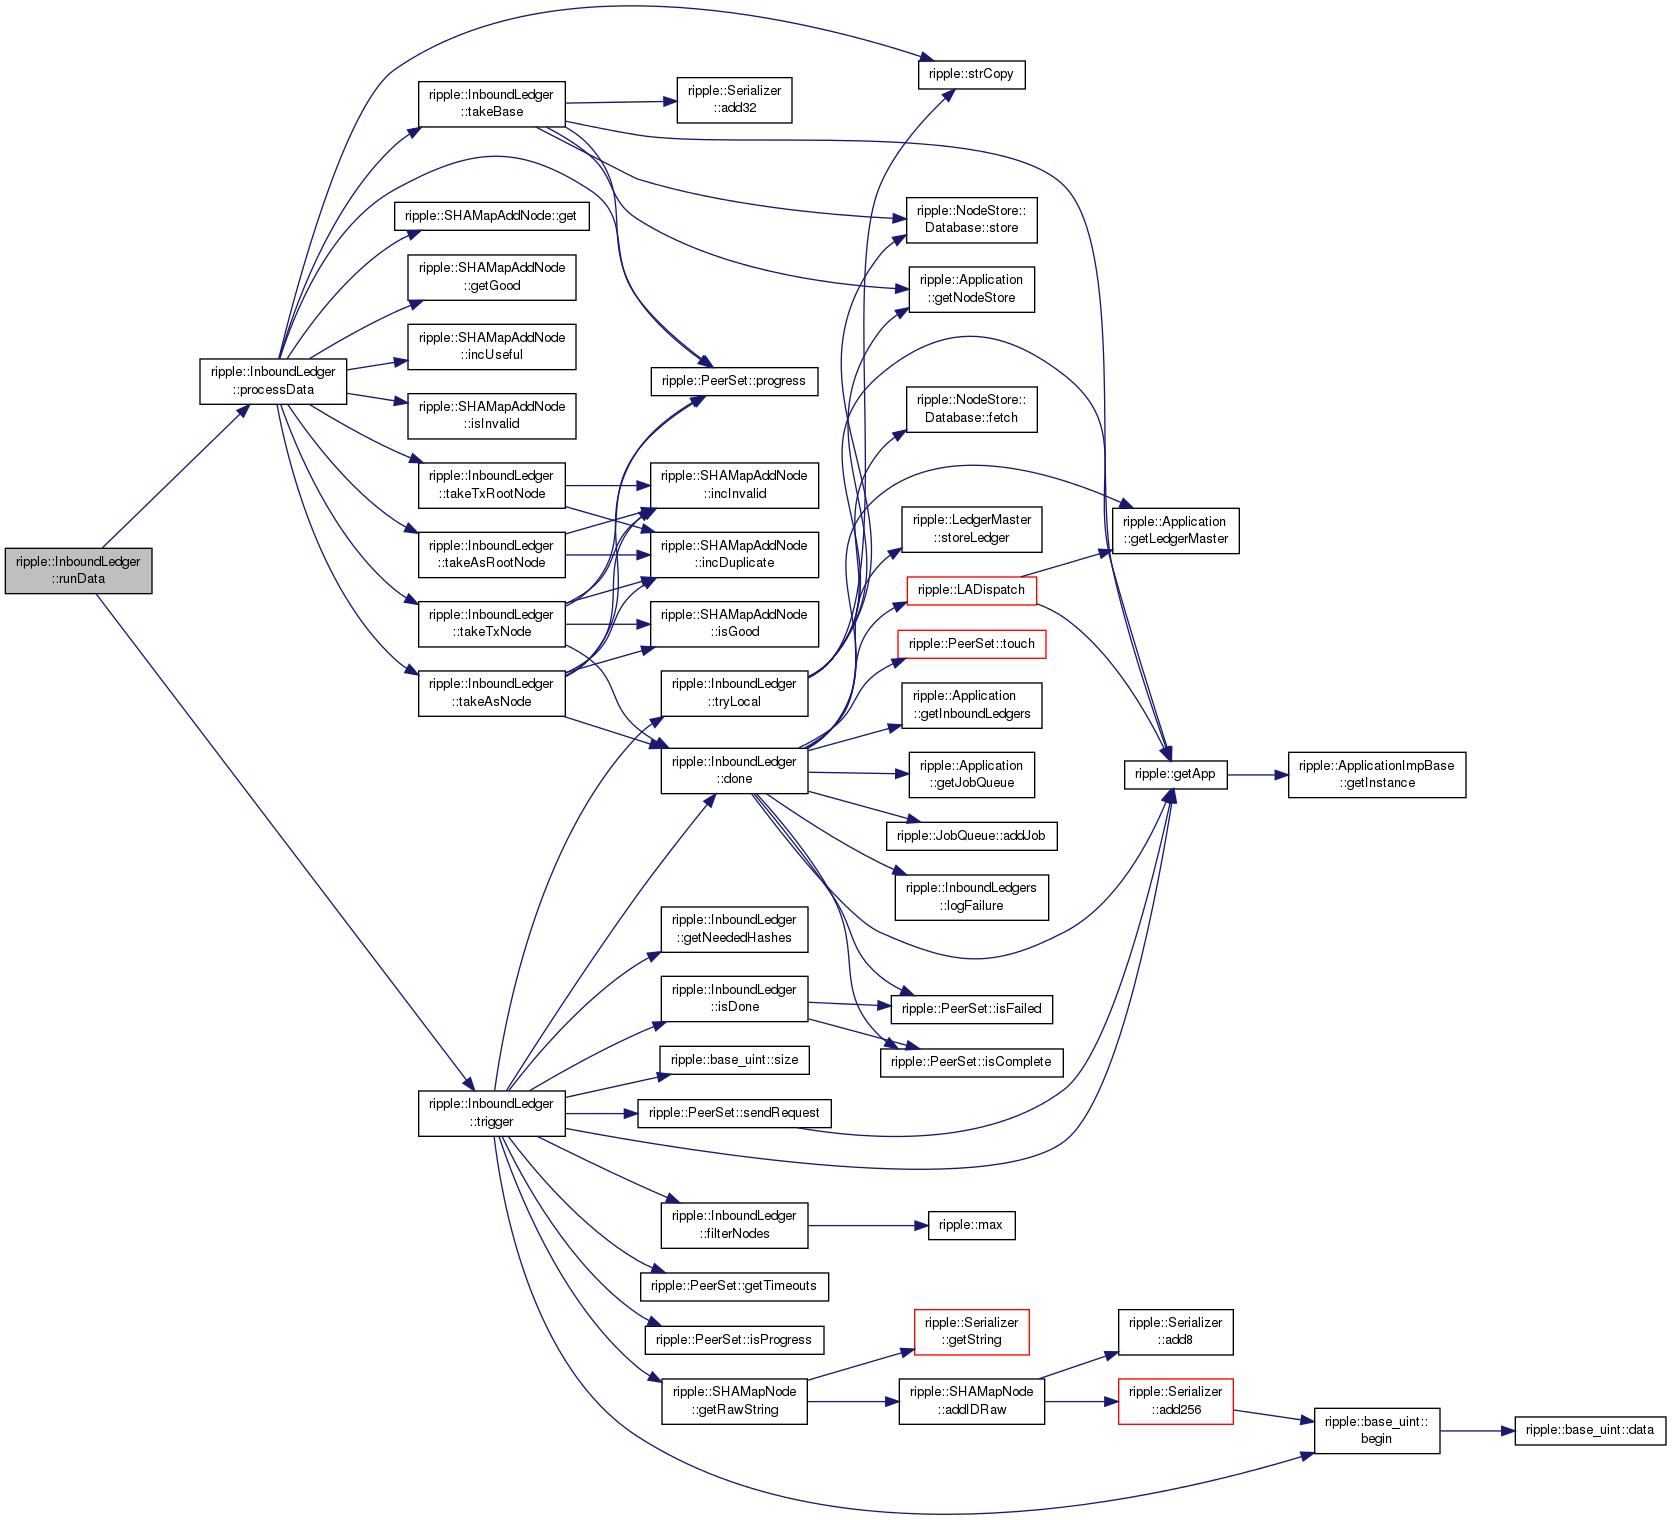 ripple::InboundLedger
::runData
ripple::InboundLedger
::processData
ripple::InboundLedger
::trigger
ripple::InboundLedger
::takeBase
ripple::SHAMapAddNode::get
ripple::SHAMapAddNode
::getGood
ripple::SHAMapAddNode
::incUseful
ripple::SHAMapAddNode
::isInvalid
ripple::InboundLedger
::takeTxRootNode
ripple::InboundLedger
::takeAsRootNode
ripple::InboundLedger
::takeTxNode
ripple::InboundLedger
::takeAsNode
ripple::Serializer
::add32
ripple::PeerSet::progress
ripple::SHAMapAddNode
::incInvalid
ripple::SHAMapAddNode
::incDuplicate
ripple::SHAMapAddNode
::isGood
ripple::InboundLedger
::tryLocal
ripple::InboundLedger
::done
ripple::InboundLedger
::getNeededHashes
ripple::InboundLedger
::isDone
ripple::base_uint::size
ripple::PeerSet::sendRequest
ripple::InboundLedger
::filterNodes
ripple::PeerSet::getTimeouts
ripple::PeerSet::isProgress
ripple::SHAMapNode
::getRawString
ripple::strCopy
ripple::NodeStore::
Database::store
ripple::Application
::getNodeStore
ripple::NodeStore::
Database::fetch
ripple::LedgerMaster
::storeLedger
ripple::LADispatch
ripple::PeerSet::touch
ripple::Application
::getInboundLedgers
ripple::Application
::getJobQueue
ripple::JobQueue::addJob
ripple::InboundLedgers
::logFailure
ripple::PeerSet::isFailed
ripple::PeerSet::isComplete
ripple::max
ripple::Serializer
::getString
ripple::SHAMapNode
::addIDRaw
ripple::Application
::getLedgerMaster
ripple::getApp
ripple::Serializer
::add8
ripple::Serializer
::add256
ripple::ApplicationImpBase
::getInstance
ripple::base_uint::
begin
ripple::base_uint::data